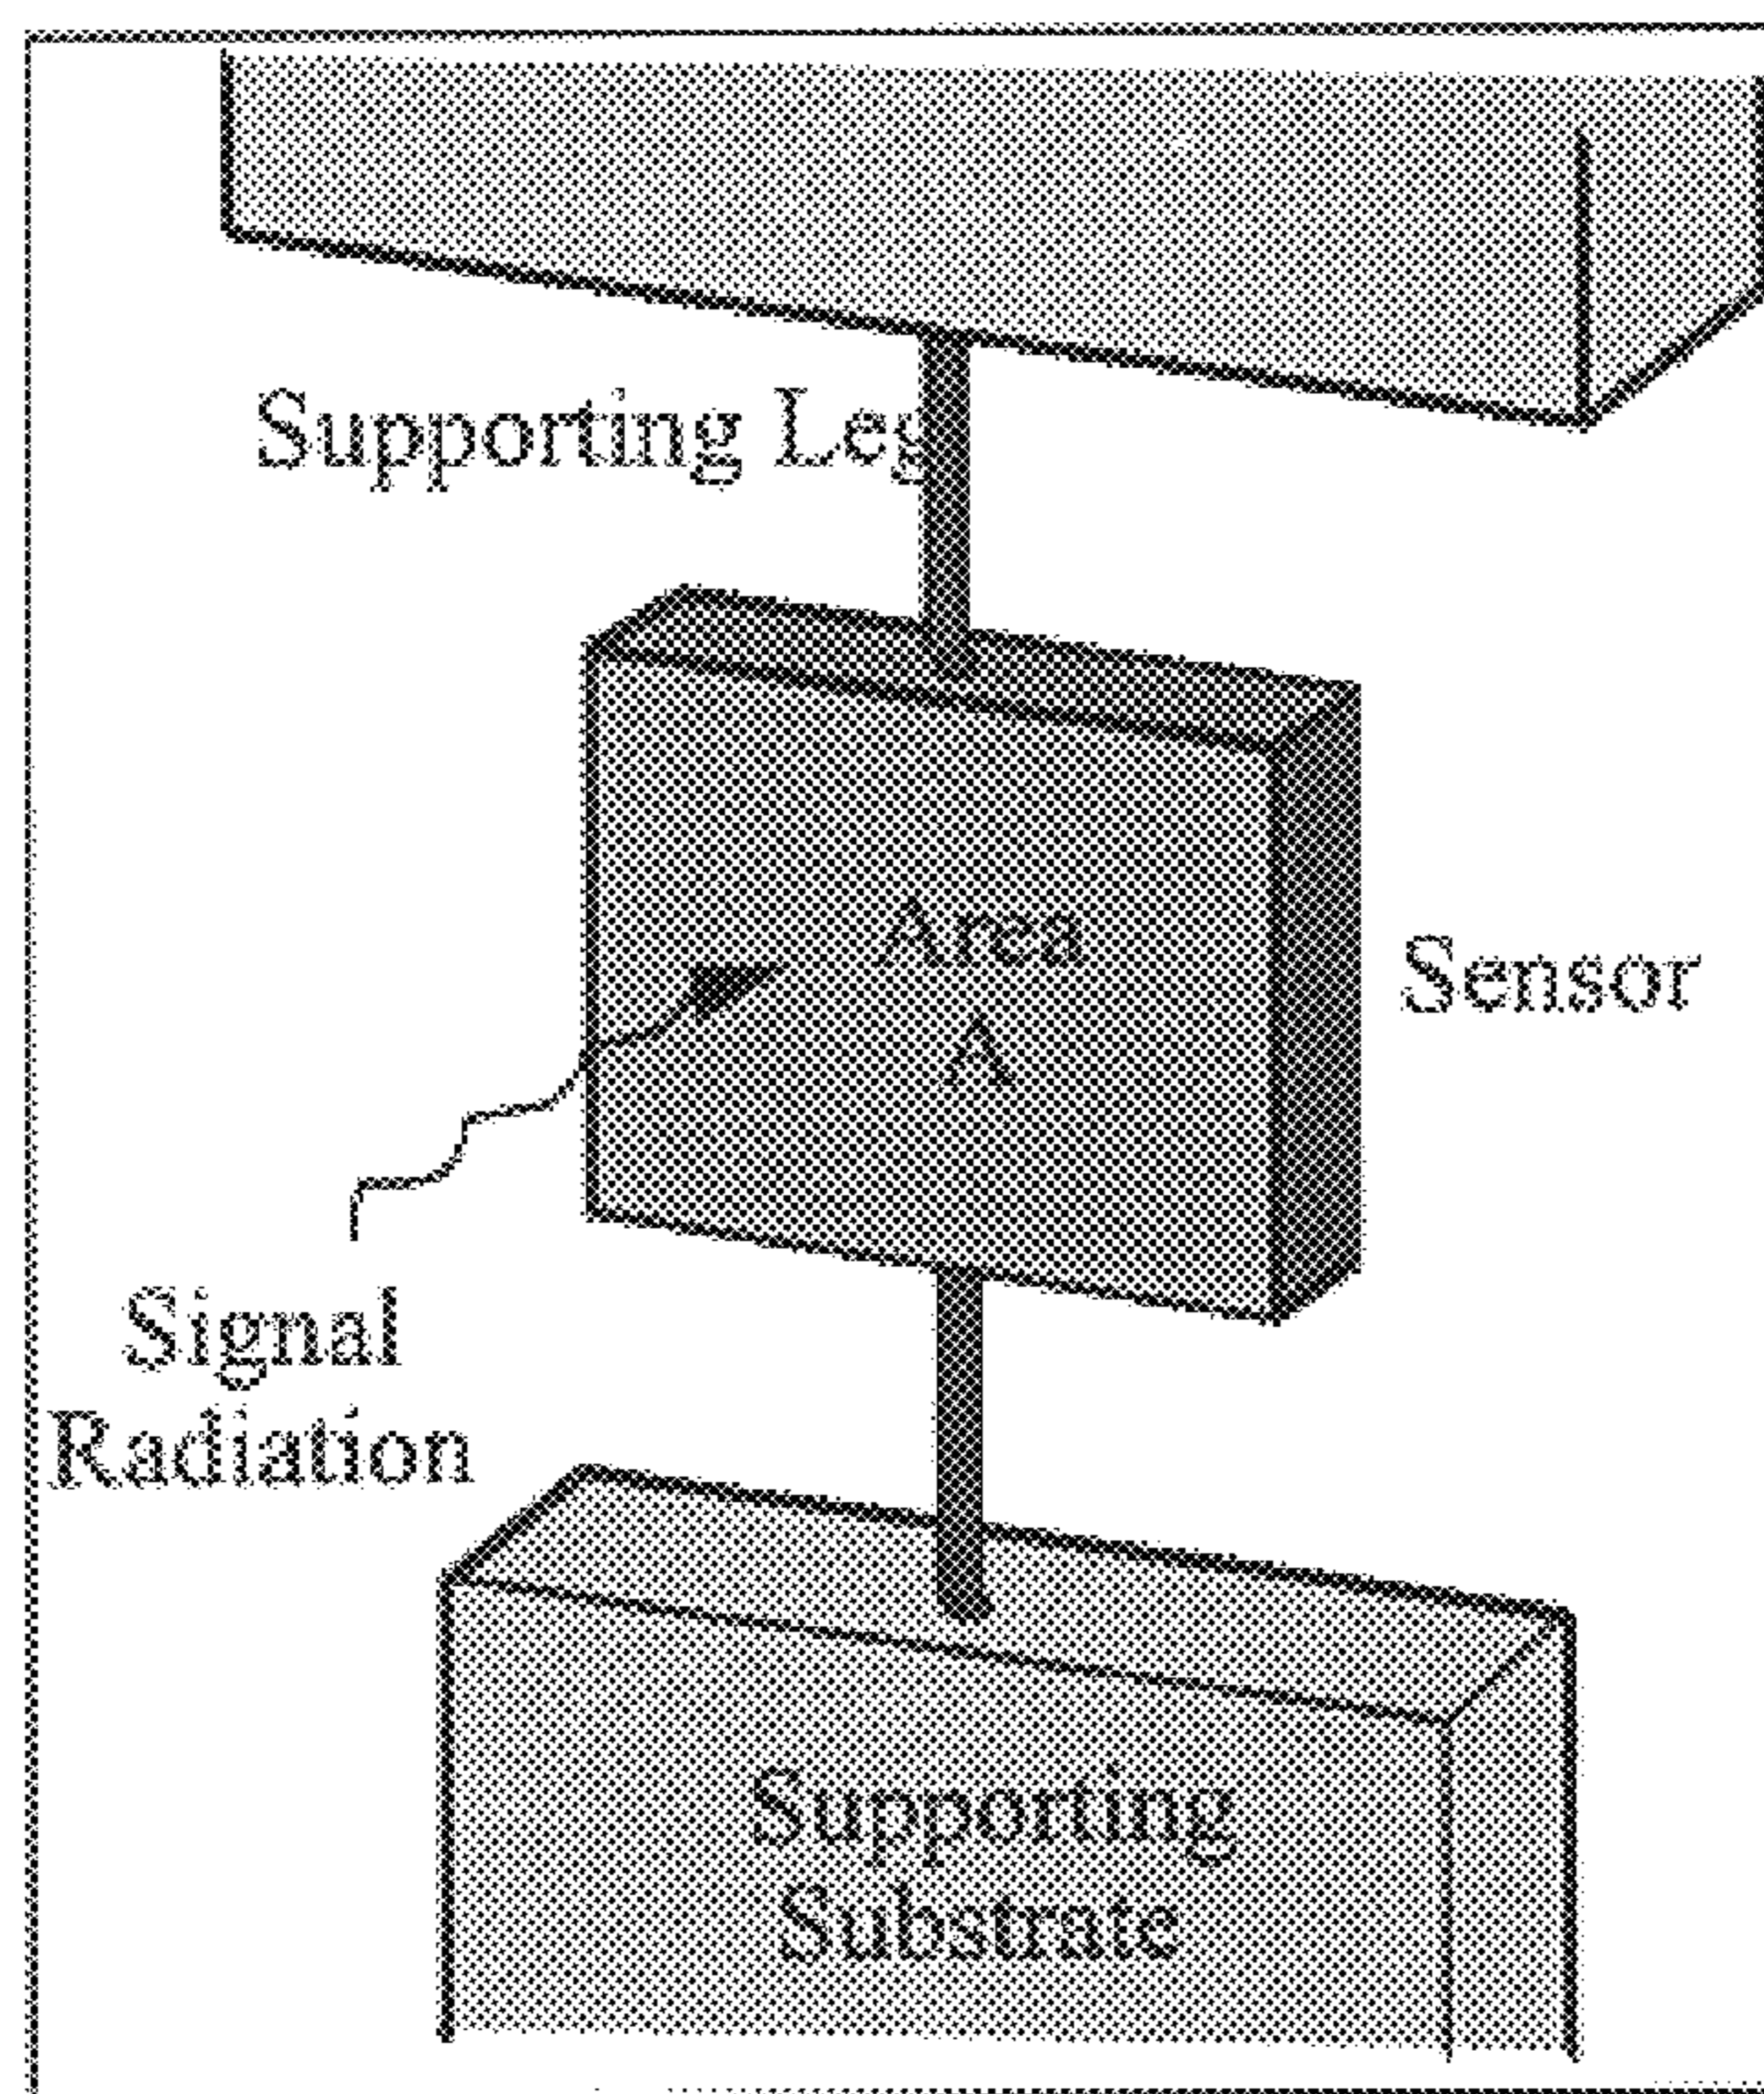 Supporting Leg
Area
A
Sensor
Signal
Radiation
Supporting
Substrate